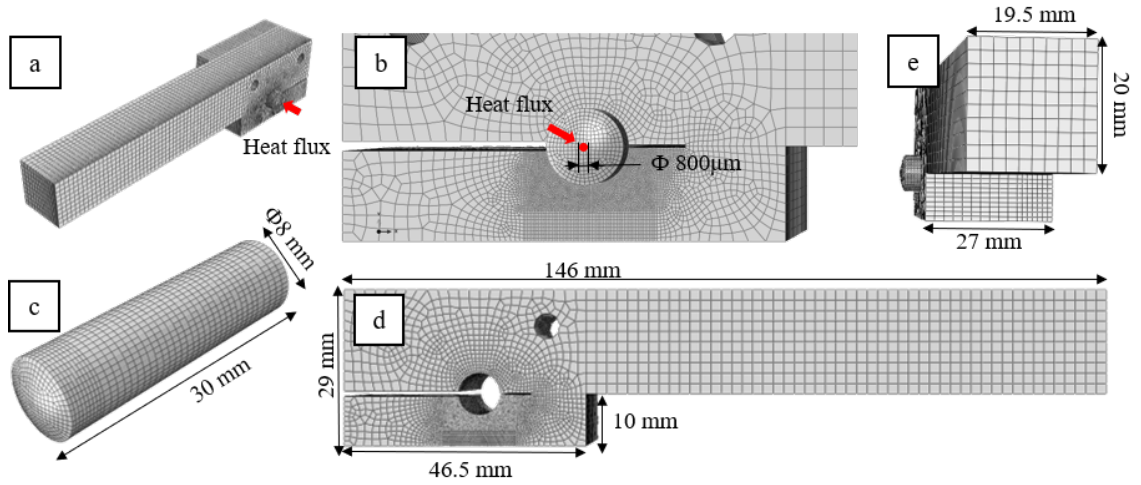 a
Heat flux
b
Heat flux
Φ 800μm
e
19.5 mm
20 mm
27 mm
c
Φ8 mm
30 mm
d
146 mm
29 mm
10 mm
46.5 mm